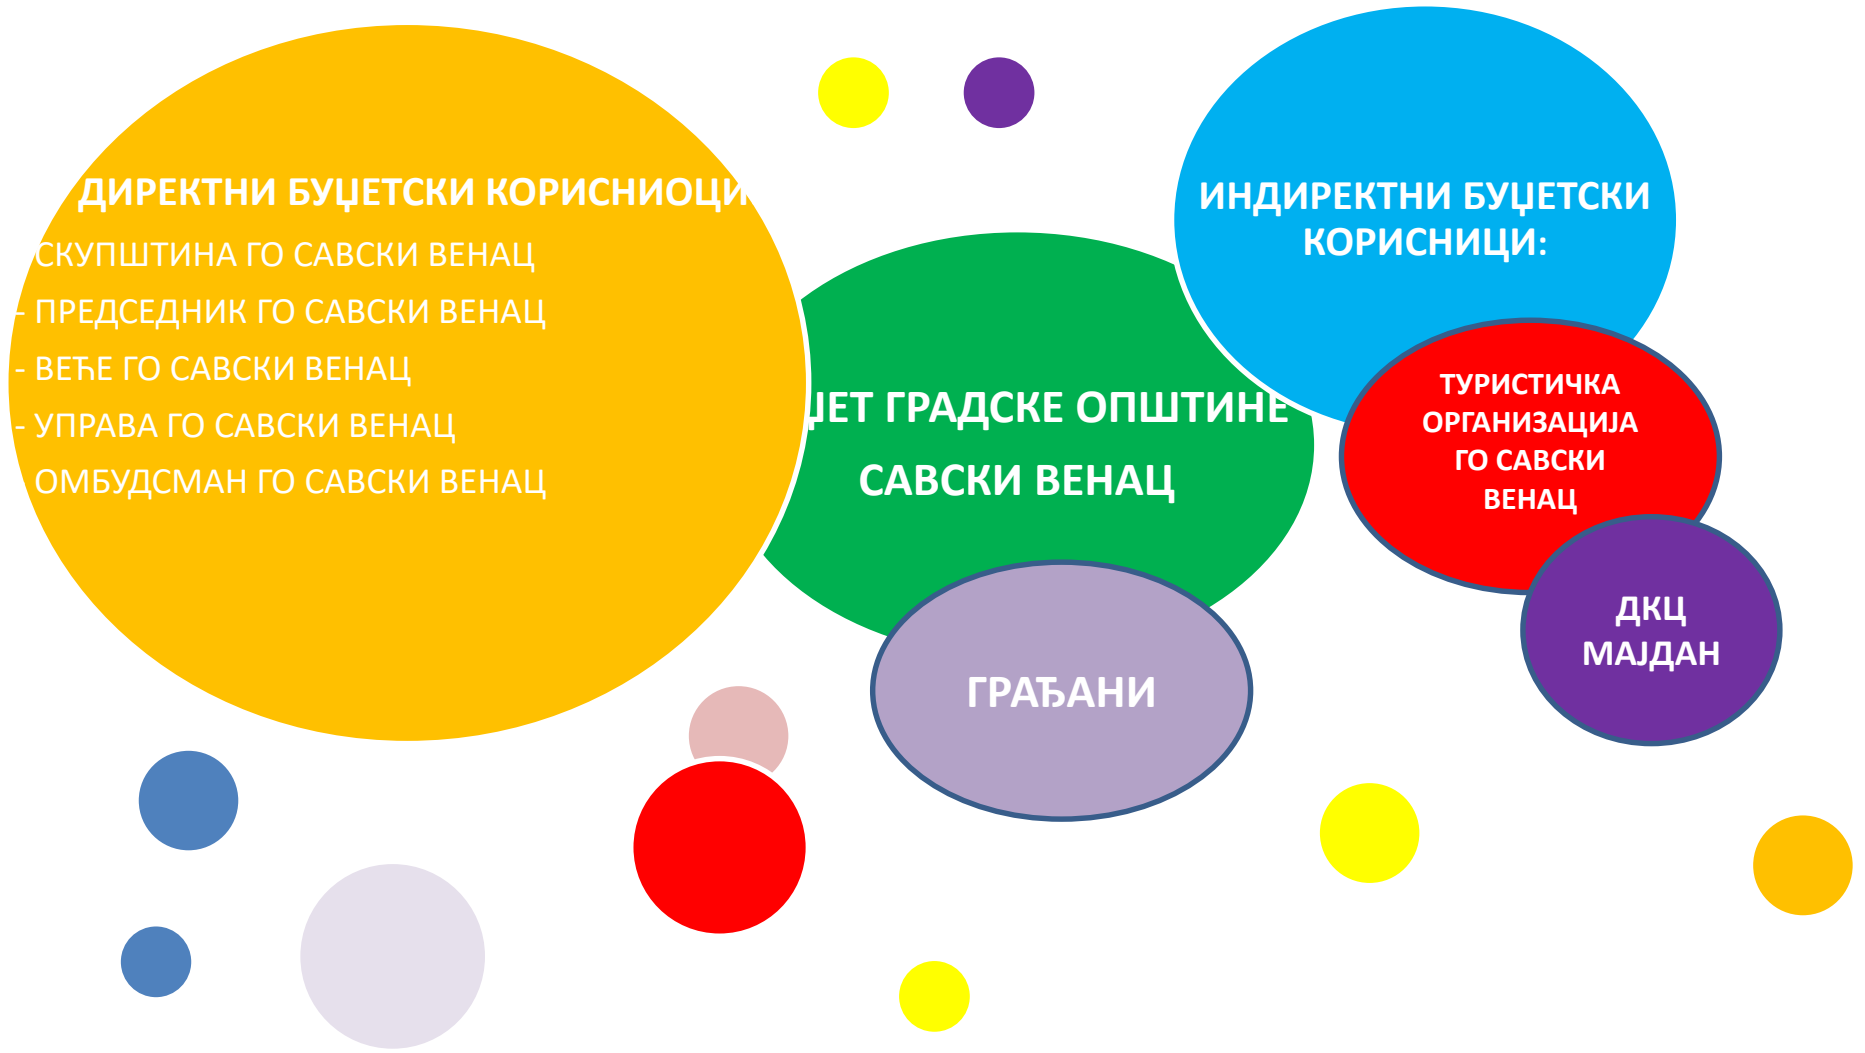 ДИРЕКТНИ БУЏЕТСКИ КОРИСНИОЦИ
СКУПШТИНА ГО САВСКИ ВЕНАЦ
- ПРЕДСЕДНИК ГО САВСКИ ВЕНАЦ
- ВЕЋЕ ГО САВСКИ ВЕНАЦ
- УПРАВА ГО САВСКИ ВЕНАЦ
ОМБУДСМАН ГО САВСКИ ВЕНАЦ
ЏЕТ ГРАДСКЕ ОПШТИНЕ
САВСКИ ВЕНАЦ
ИНДИРЕКТНИ БУЏЕТСКИ
КОРИСНИЦИ:
ТУРИСТИЧКА
ОРГАНИЗАЦИЈА
ГО САВСКИ
ВЕНАЦ
ДКЦ
МАЈДАН
ГРАЂАНИ